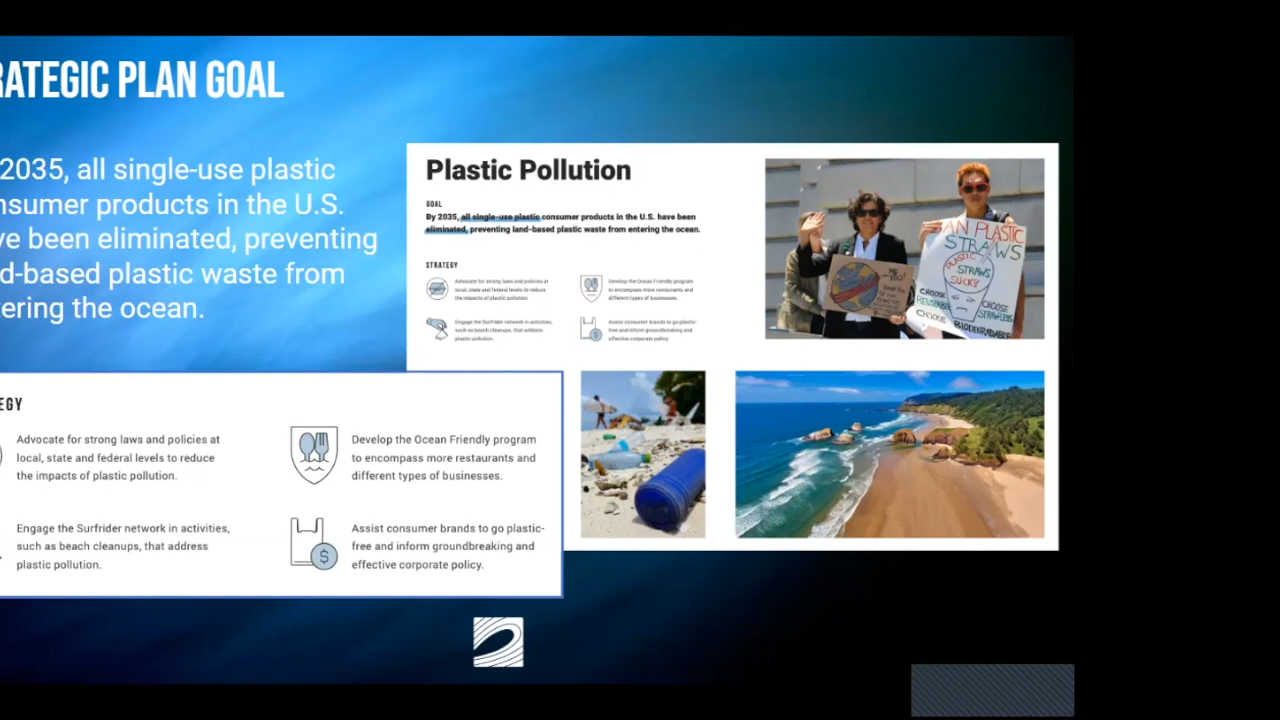 RATEGIC PLAN GOAL
2035, all single-use plastic
nsumer products in the U.S.
ve been eliminated, preventing
d-based plastic waste from
tering the ocean.
EGY
Advocate for strong laws and policies at
local, state and federal levels to reduce
the impacts of plastic pollution.
Develop the Ocean Friendly program
to encompass more restaurants and
different types of businesses.
Engage the Surfrider network in activities,
such as beach cleanups, that address
plastic pollution.
Assist consumer brands to go plastic-
free and inform groundbreaking and
effective corporate policy.
$
Plastic Pollution
GOAL
By 2035, all single-use plastic consumer products in the U.S. have been
eliminated, preventing land-based plastic waste from entering the ocean.
STRATEGY
Advocate for strong laws and policies at
local, state and federal levels to reduce
the impacts of plastic pollution
Develop the Ocean Friendly program
to encompass more restaurants and
different types of businesses.
Engage the Surfrider network in activities,
such as beach cleanups, that address
plastic pollution.
Assist consumer brands to go plastic-
free and inform groundbreaking and
effective corporate policy
$
AN PLASTIC
STRAWS
PLASTIC
STRAWS
SUCK?
CHOOSE
REUSABLE
CHOOSE
STRAWLESS
CHOOSE BIODEGRADABLE